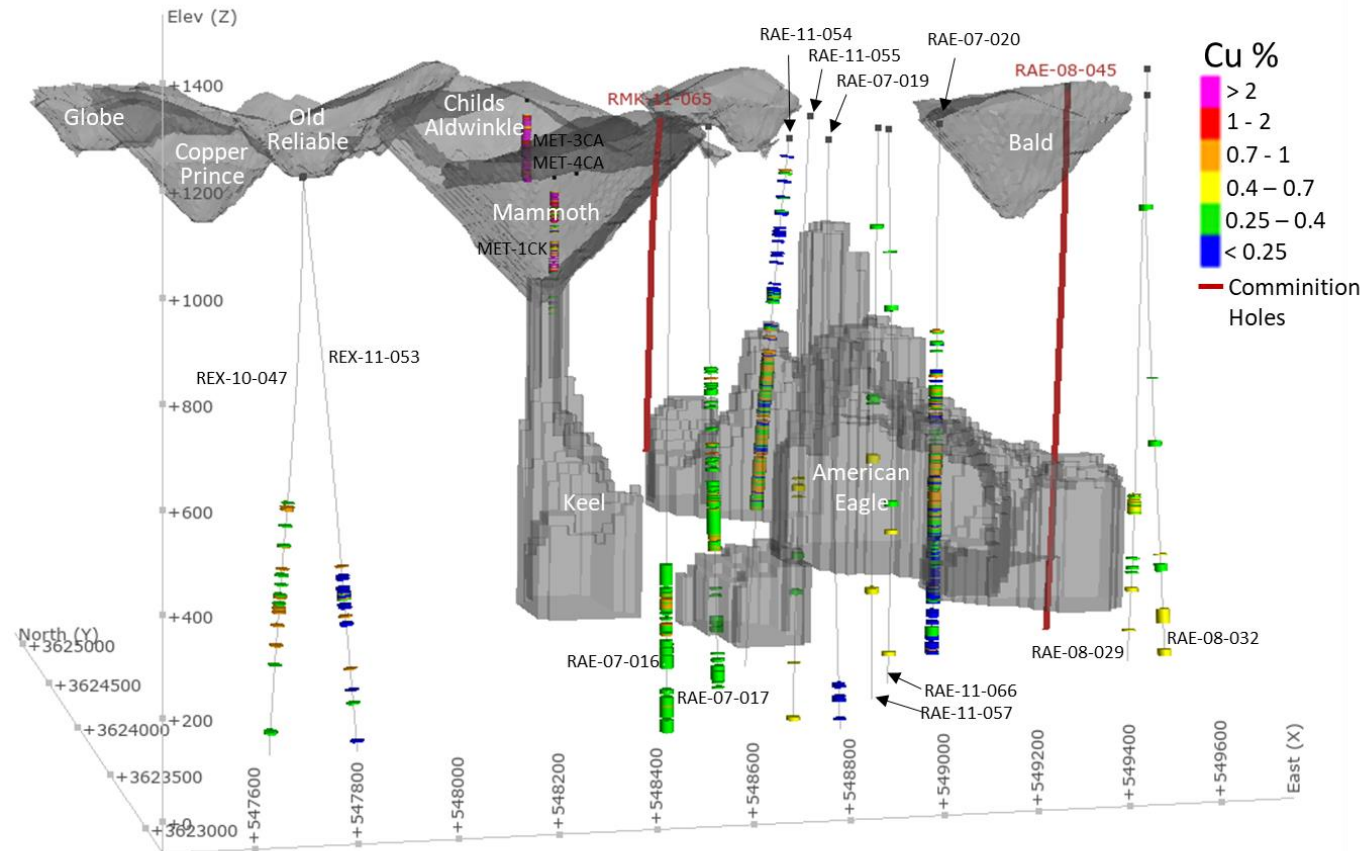 Elev (Z)
RAE-11-054
RAE-11-055
RAE-07-019
RAE-07-020
RAE-08-045
RMK-11-065
Cu %
> 2
1 - 2
0.7 - 1
0.4 – 0.7
0.25 – 0.4
< 0.25
Comminition
Holes
+1400
Globe
Old
Reliable
Childs
Aldwinkle
Copper
Prince
Bald
MET-3CA
MET-4CA
+1200
Mammoth
MET-1CK
+1000
REX-11-053
REX-10-047
+800
American
Eagle
Keel
+600
+400
North (Y)
+3625000
+3624500
+3624000
+3623500
+3623000
RAE-07-016
RAE-07-017
RAE-08-029
RAE-08-032
RAE-11-066
RAE-11-057
+200
+0
+547600
+547800
+548000
+548200
+548400
+548600
+548800
+549000
+549200
+549400
+549600
East (X)